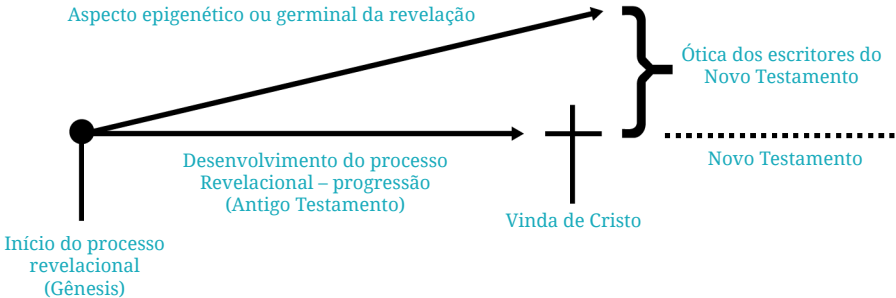 Aspecto epigenético ou germinal da revelação
Ótica dos escritores do
Novo Testamento
Desenvolvimento do processo
Revelacional – progressão
(Antigo Testamento)
Novo Testamento
Vinda de Cristo
Início do processo
revelacional
(Gênesis)